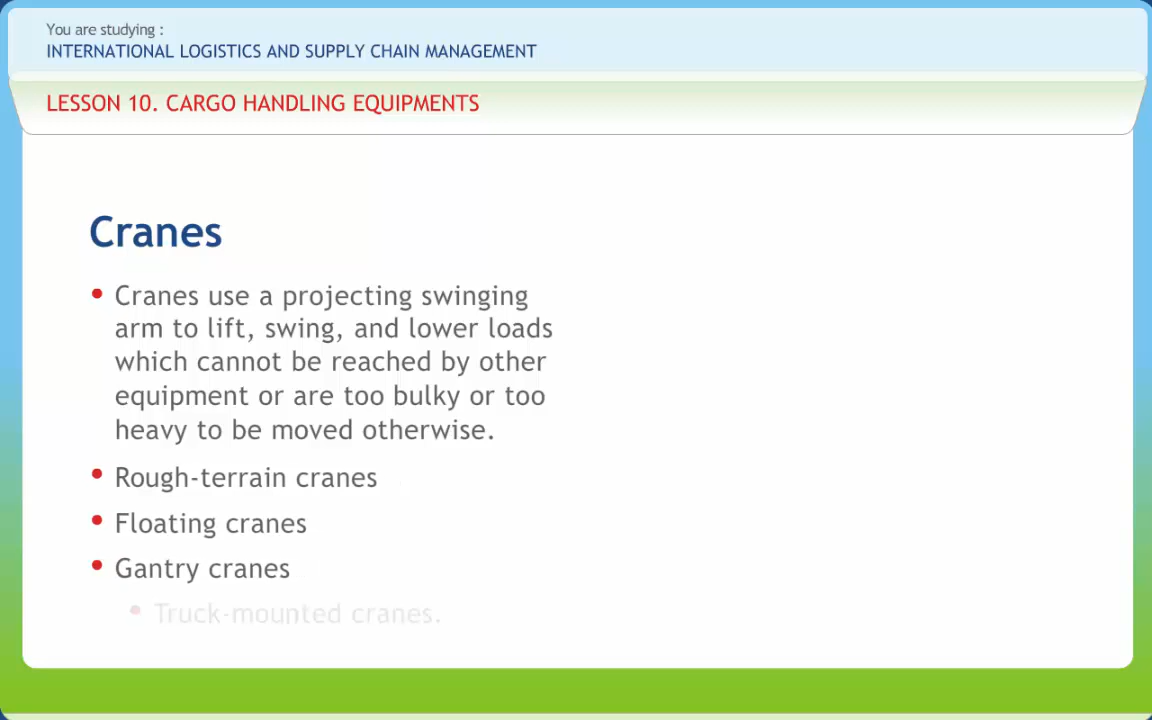 You are studying :
INTERNATIONAL LOGISTICS AND SUPPLY CHAIN MANAGEMENT
LESSON 10. CARGO HANDLING EQUIPMENTS
Cranes
• Cranes use a projecting swinging
arm to lift, swing, and lower loads
which cannot be reached by other
equipment or are too bulky or too
heavy to be moved otherwise.
• Rough-terrain cranes
• Floating cranes
• Gantry cranes
• Truck-mounted cranes.